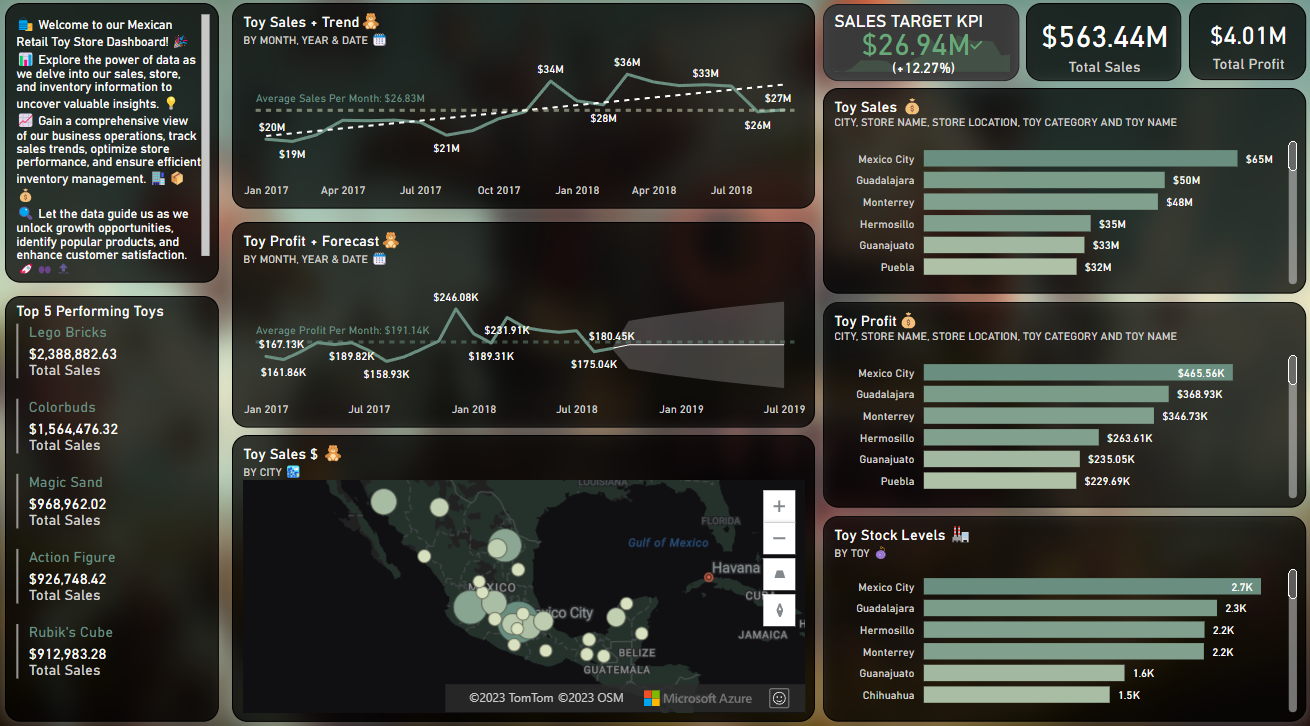 Welcome to our Mexican
Retail Toy Store Dashboard!
Explore the power of data as
we delve into our sales, store,
and inventory information to
uncover valuable insights.
Gain a comprehensive view
of our business operations, track
sales trends, optimize store
performance, and ensure efficient
inventory management.
Let the data guide us as we
unlock growth opportunities,
identify popular products, and
enhance customer satisfaction.
Top 5 Performing Toys
Lego Bricks
$2,388,882.63
Total Sales
Colorbuds
$1,564,476.32
Total Sales
Magic Sand
$968,962.02
Total Sales
Action Figure
$926,748.42
Total Sales
Rubik's Cube
$912,983.28
Total Sales
Toy Sales + Trend
BY MONTH, YEAR & DATE
Average Sales Per Month: $26.83M
$20M
$19M
$21M
$34M
$28M
$36M
$33M
$26M
$27M
Jan 2017 Apr 2017 Jul 2017 Oct 2017 Jan 2018 Apr 2018 Jul 2018
Toy Profit + Forecast
BY MONTH, YEAR & DATE
Average Profit Per Month: $191.14K
$167.13K
$161.86K
$189.82K
$158.93K
$246.08K
$189.31K
$231.91K
$175.04K
$180.45K
Jan 2017 Jul 2017 Jan 2018 Jul 2018 Jan 2019 Jul 2019
Toy Sales $
BY CITY
LOUISIANA
FLORIDA
Gulf of Mexico
Havana
MEXICO
xico City
JAMAICA
BELIZE
GUATEMALA
©2023 TomTom ©2023 OSM
Microsoft Azure
SALES TARGET KPI
$26.94M
(+12.27%)
$563.44M
Total Sales
$4.01M
Total Profit
Toy Sales
CITY, STORE NAME, STORE LOCATION, TOY CATEGORY AND TOY NAME
Mexico City $65M
Guadalajara $50M
Monterrey $48M
Hermosillo $35M
Guanajuato $33M
Puebla $32M
Toy Profit
CITY, STORE NAME, STORE LOCATION, TOY CATEGORY AND TOY NAME
Mexico City $465.56K
Guadalajara $368.93K
Monterrey $346.73K
Hermosillo $263.61K
Guanajuato $235.05K
Puebla $229.69K
Toy Stock Levels
BY TOY
Mexico City 2.7K
Guadalajara 2.3K
Hermosillo 2.2K
Monterrey 2.2K
Guanajuato 1.6K
Chihuahua 1.5K